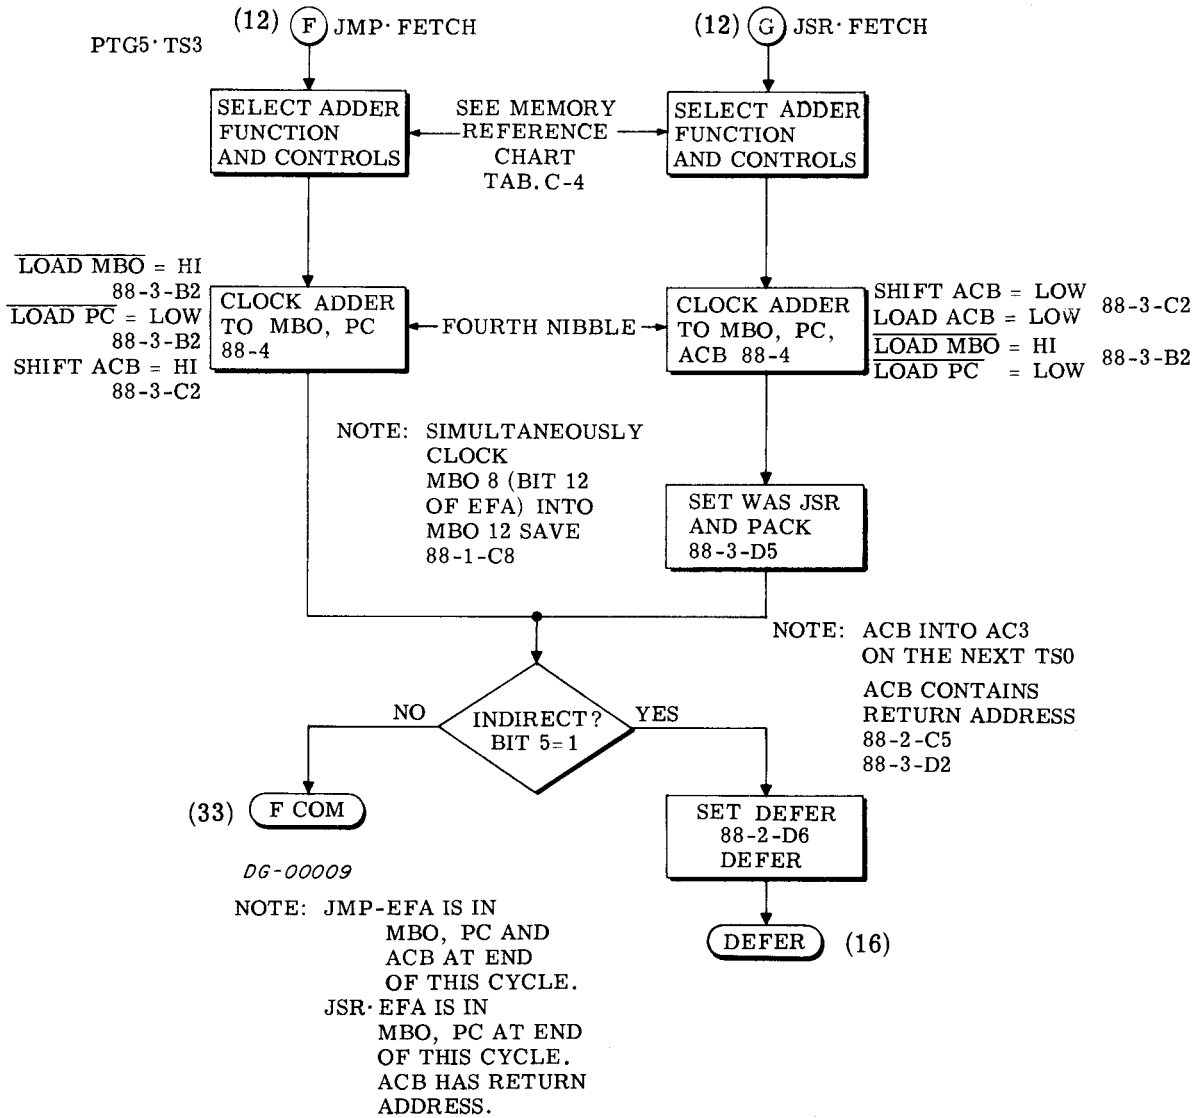 (12) F JMP· FETCH
(12) G JSR· FETCH
PTG5· TS3
SELECT ADDER
FUNCTION
AND CONTROLS
SEE MEMORY
REFERENCE
CHART
TAB. C-4
SELECT ADDER
FUNCTION
AND CONTROLS
LOAD MBO = HI
88-3-B2
LOAD PC = LOW
88-3-B2
SHIFT ACB = HI
88-3-C2
CLOCK ADDER
TO MBO, PC
88-4
FOURTH NIBBLE
CLOCK ADDER
TO MBO, PC,
ACB 88-4
SHIFT ACB = LOW
LOAD ACB = LOW
88-3-C2
LOAD MBO = HI
LOAD PC = LOW
88-3-B2
NOTE: SIMULTANEOUSLY
CLOCK
MBO 8 (BIT 12
OF EFA) INTO
MBO 12 SAVE
88-1-C8
SET WAS JSR
AND PACK
88-3-D5
NOTE: ACB INTO AC3
ON THE NEXT TS0
ACB CONTAINS
RETURN ADDRESS
88-2-C5
88-3-D2
NO
INDIRECT?
BIT 5=1
YES
(33) F COM
SET DEFER
88-2-D6
DEFER
DEFER (16)
DG-00009
NOTE: JMP-EFA IS IN
MBO, PC AND
ACB AT END
OF THIS CYCLE.
JSR· EFA IS IN
MBO, PC AT END
OF THIS CYCLE.
ACB HAS RETURN
ADDRESS.